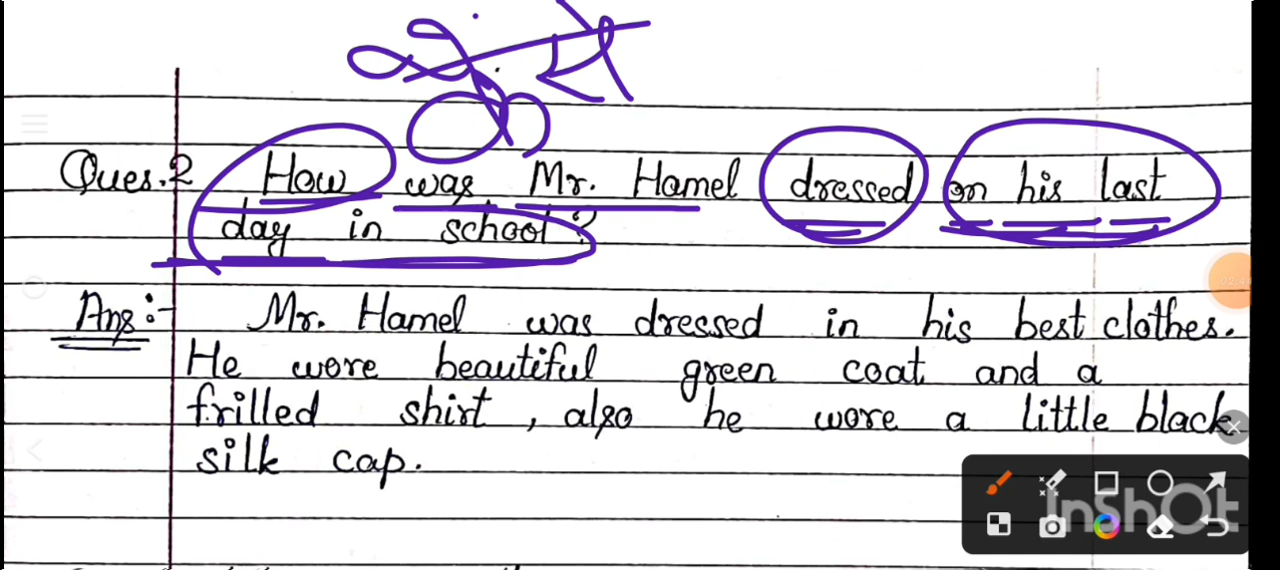 Ques.2 How was Mr. Hamel dressed on his last
day in school?
Ans:- Mr. Hamel was dressed in his best clothes.
He wore beautiful green coat and a
frilled shirt, also he wore a little black
silk cap.
InShOt